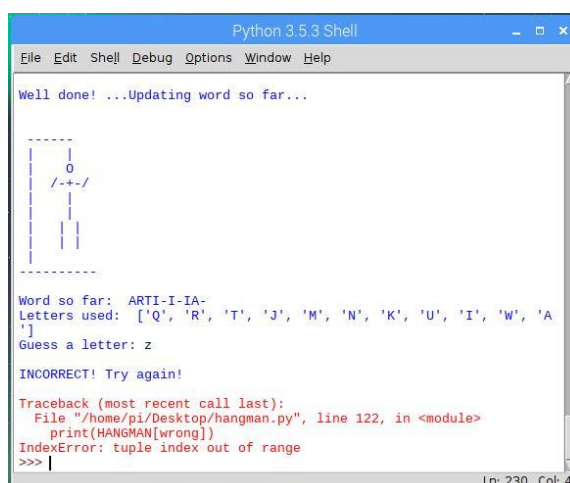 Python 3.5.3 Shell
File Edit Shell Debug Options Window Help
Well done! ...Updating word so far...
------
|    |
|    O
|  /-+-/
|    |
|    |
|   | |
|   | |
|
----------
Word so far:  ARTI-I-IA-
Letters used:  ['Q', 'R', 'T', 'J', 'M', 'N', 'K', 'U', 'I', 'W', 'A
']
Guess a letter: z
INCORRECT! Try again!
Traceback (most recent call last):
  File "/home/pi/Desktop/hangman.py", line 122, in <module>
    print(HANGMAN[wrong])
IndexError: tuple index out of range
>>>
Ln: 230 Col: 4